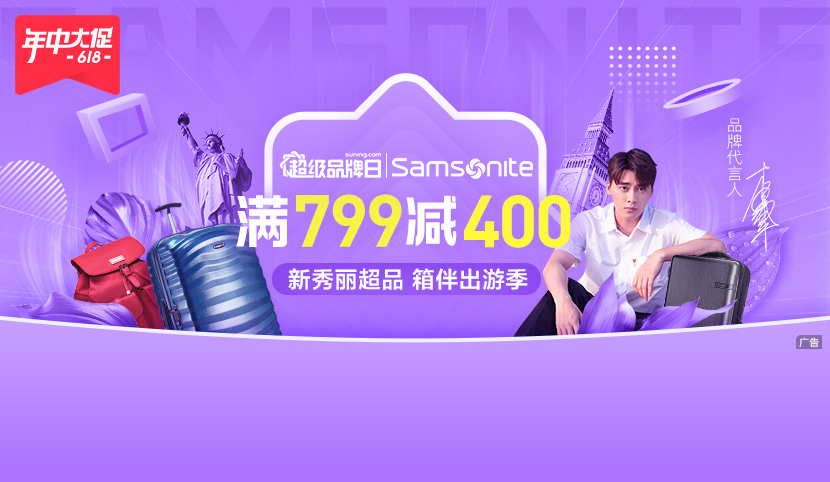 SAMSONITE
年中大促
-618-
suning.com
超级品牌日 Samsonite
满799减400
新秀丽超品 箱伴出游季
品牌代言人
广告